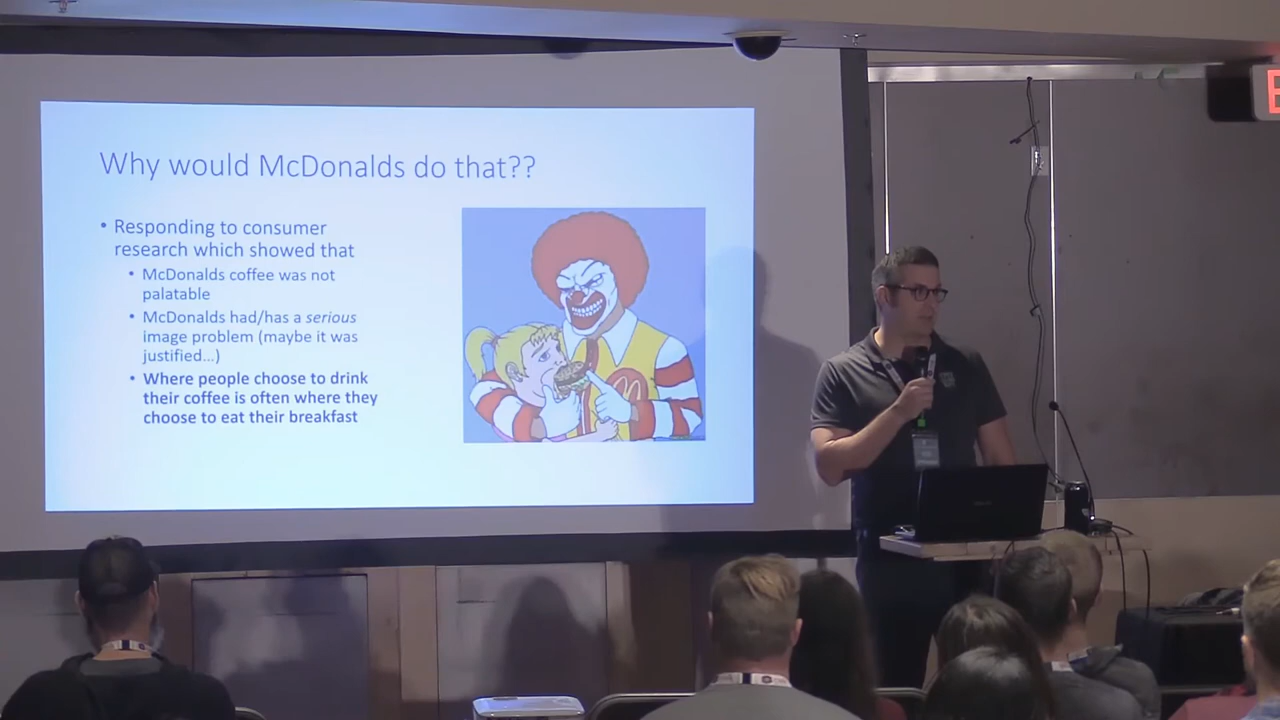 Why would McDonalds do that??
• Responding to consumer
research which showed that
• McDonalds coffee was not
palatable
• McDonalds had/has a serious
image problem (maybe it was
justified…)
• Where people choose to drink
their coffee is often where they
choose to eat their breakfast